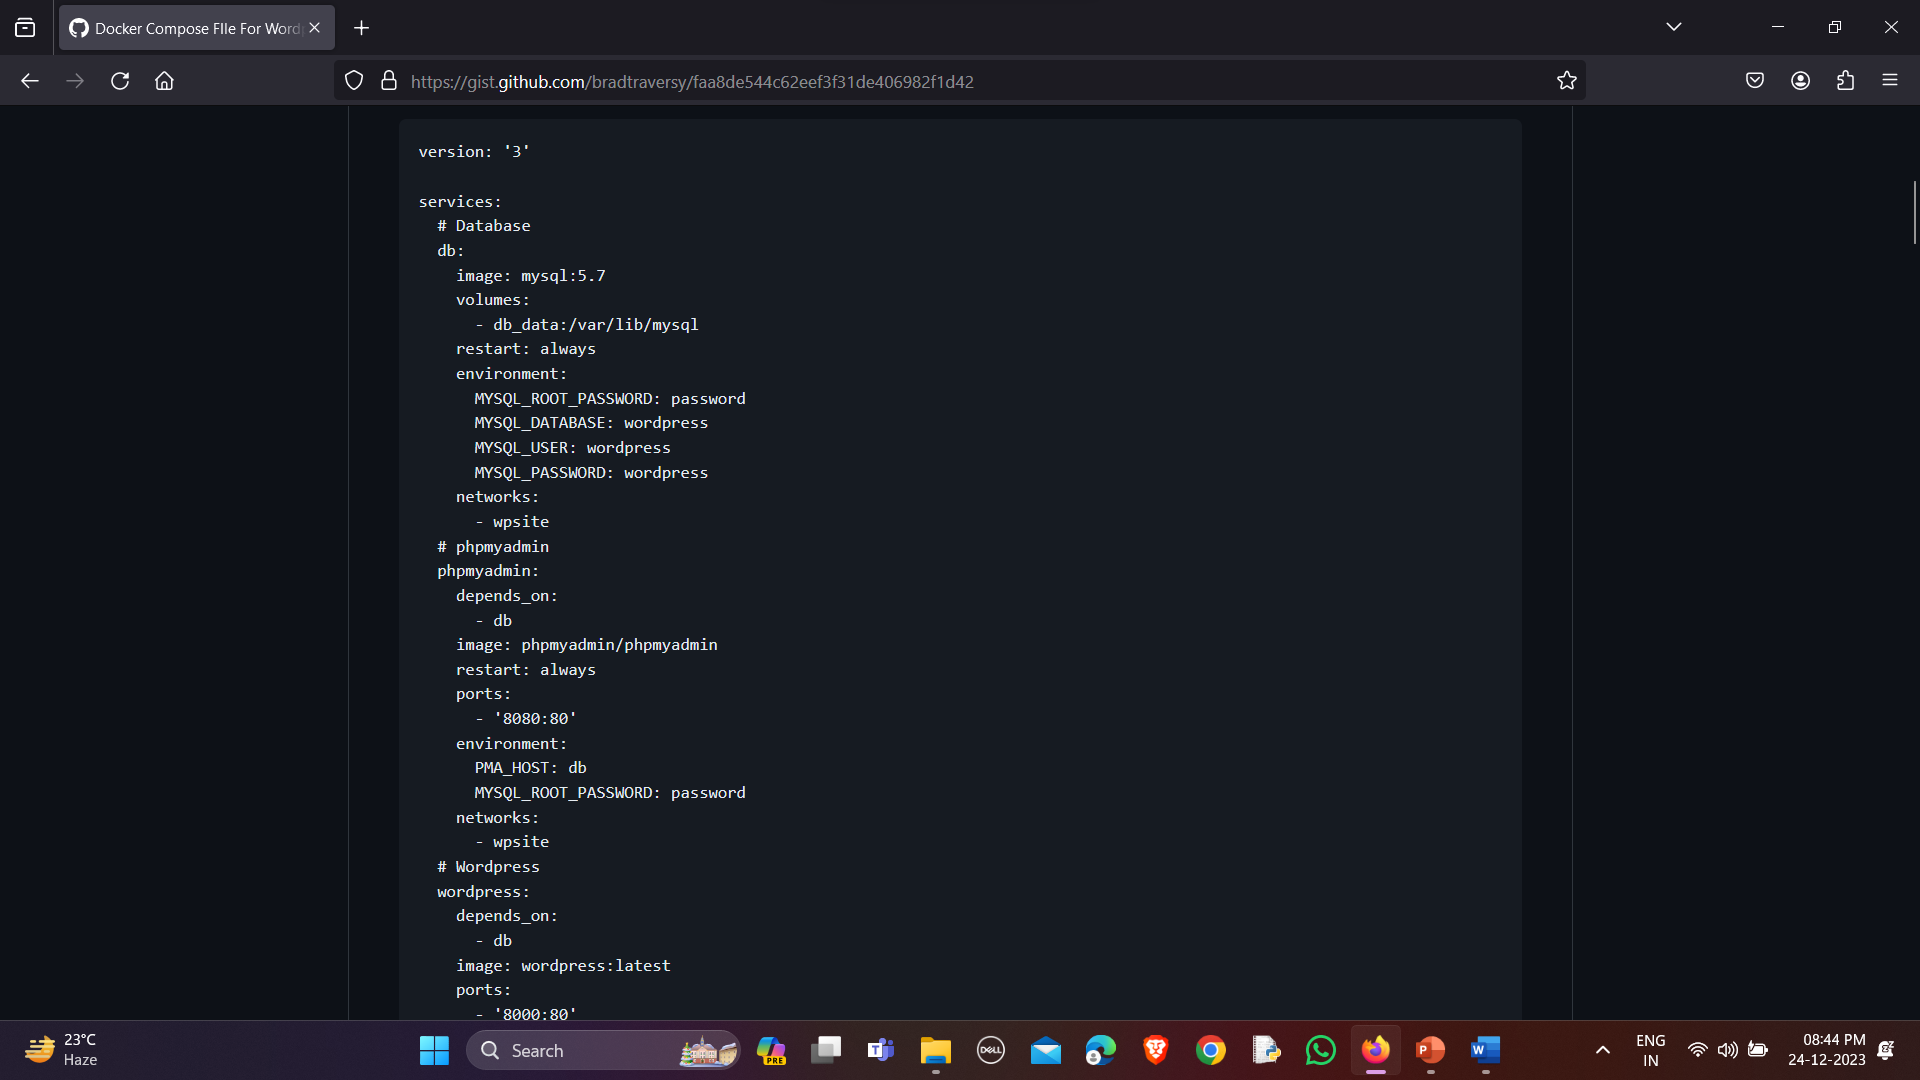 Docker Compose FIle For Word
https://gist.github.com/bradtraversy/faa8de544c62eef3f31de406982f1d42
version: '3'
services:
# Database
db:
image: mysql:5.7
volumes:
- db_data:/var/lib/mysql
restart: always
environment:
MYSQL_ROOT_PASSWORD: password
MYSQL_DATABASE: wordpress
MYSQL_USER: wordpress
MYSQL_PASSWORD: wordpress
networks:
- wpsite
# phpmyadmin
phpmyadmin:
depends_on:
- db
image: phpmyadmin/phpmyadmin
restart: always
ports:
- '8080:80'
environment:
PMA_HOST: db
MYSQL_ROOT_PASSWORD: password
networks:
- wpsite
# Wordpress
wordpress:
depends_on:
- db
image: wordpress:latest
ports:
- '8000:80'
23°C
Haze
Search
PRE
DELL
ENG
IN
08:44 PM
24-12-2023